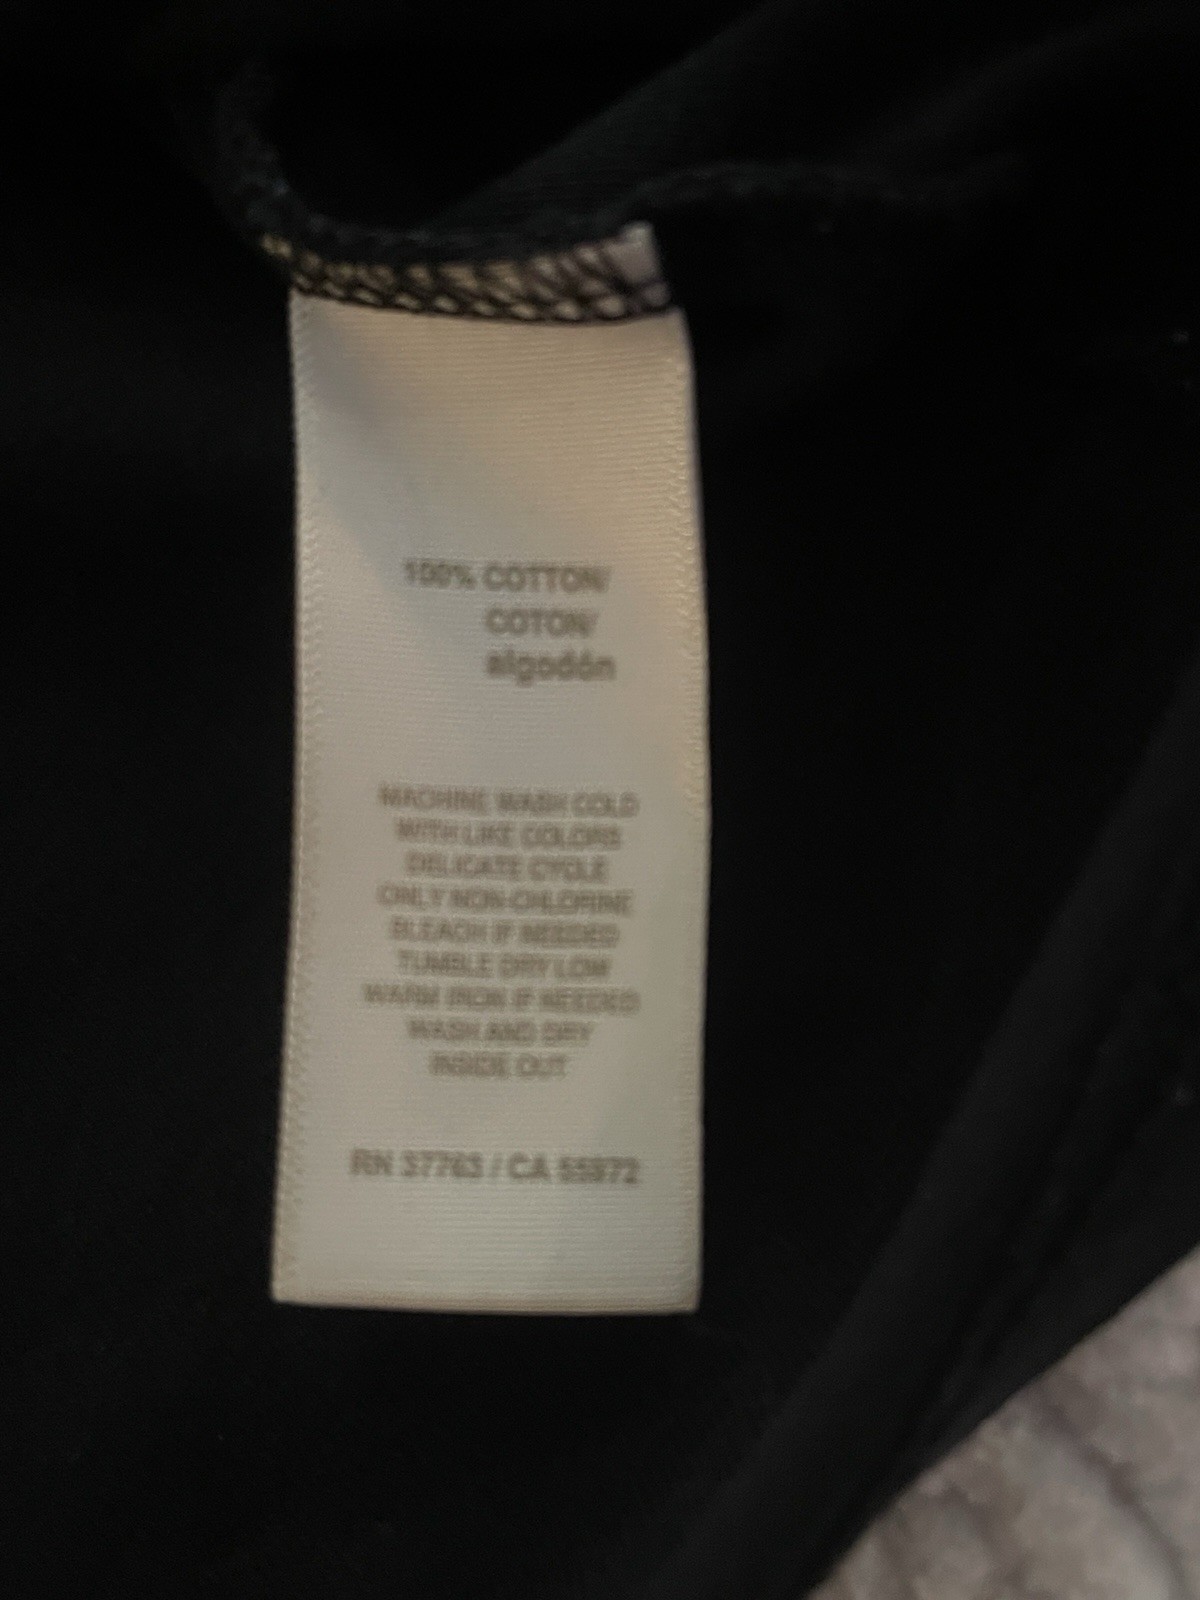 100% COTTON/
COTON/
algodón
MACHINE WASH COLD
WITH LIKE COLORS
DELICATE CYCLE
ONLY NON-CHLORINE
BLEACH IF NEEDED
TUMBLE DRY LOW
WARM IRON IF NEEDED
WASH AND DRY
INSIDE OUT
RN 37763 / CA 55972